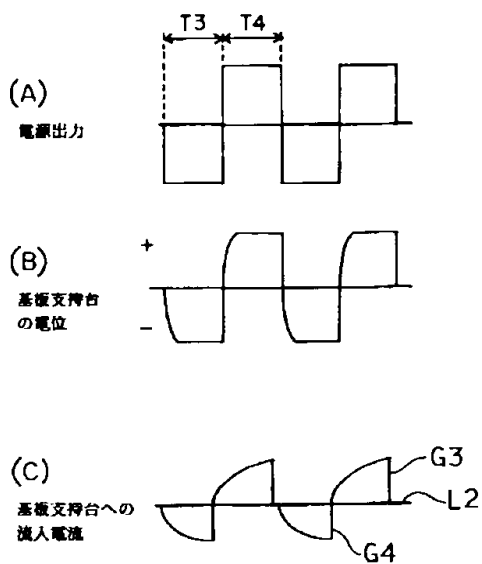 T3 T4
(A)
電源出力
(B)
+
基板支持台
の電位
−
(C)
基板支持台への
流入電流
G3
L2
G4